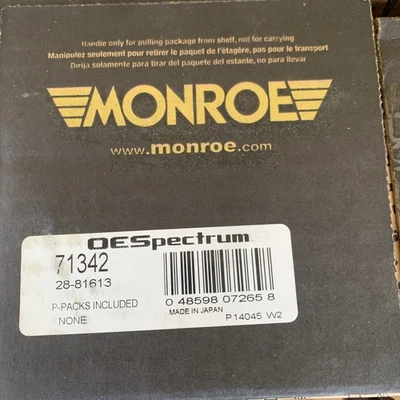 Handle only for pulling package from shelf, not for carrying
Manipulez seulement pour retirer le paquet de l'étagère, pas pour le transport
Dirija solamente para tirar del paquete del estante, no para llevar
MONROE
www.monroe.com
OESpectrum
71342
28-81613
P-PACKS INCLUDED
NONE
0 48598 07265 8
MADE IN JAPAN
P14045 W2